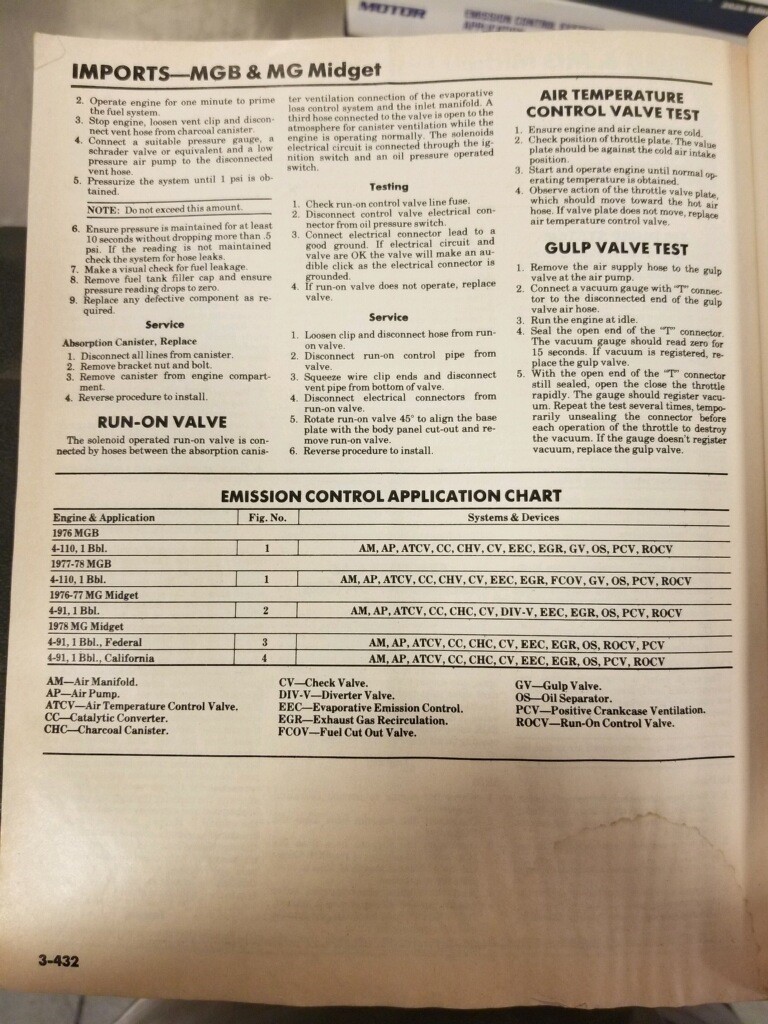 MOTOR
EMISSION CONTROL
IMPORTS—MGB & MG Midget
2. Operate engine for one minute to prime
the fuel system.
3. Stop engine, loosen vent clip and discon-
nect vent hose from charcoal canister.
4. Connect a suitable pressure gauge, a
schrader valve or equivalent and a low
pressure air pump to the disconnected
vent hose.
5. Pressurize the system until 1 psi is ob-
tained.
NOTE: Do not exceed this amount.
6. Ensure pressure is maintained for at least
10 seconds without dropping more than .5
psi. If the reading is not maintained
check the system for hose leaks.
7. Make a visual check for fuel leakage.
8. Remove fuel tank filler cap and ensure
pressure reading drops to zero.
9. Replace any defective component as re-
quired.
Service
Absorption Canister, Replace
1. Disconnect all lines from canister.
2. Remove bracket nut and bolt.
3. Remove canister from engine compart-
ment.
4. Reverse procedure to install.
RUN-ON VALVE
The solenoid operated run-on valve is con-
nected by hoses between the absorption canis-
ter ventilation connection of the evaporative
loss control system and the inlet manifold. A
third hose connected to the valve is open to the
atmosphere for canister ventilation while the
engine is operating normally. The solenoids
electrical circuit is connected through the ig-
nition switch and an oil pressure operated
switch.
Testing
1. Check run-on control valve line fuse.
2. Disconnect control valve electrical con-
nector from oil pressure switch.
3. Connect electrical connector lead to a
good ground. If electrical circuit and
valve are OK the valve will make an au-
dible click as the electrical connector is
grounded.
4. If run-on valve does not operate, replace
valve.
Service
1. Loosen clip and disconnect hose from run-
on valve.
2. Disconnect run-on control pipe from
valve.
3. Squeeze wire clip ends and disconnect
vent pipe from bottom of valve.
4. Disconnect electrical connectors from
run-on valve.
5. Rotate run-on valve 45° to align the base
plate with the body panel cut-out and re-
move run-on valve.
6. Reverse procedure to install.
AIR TEMPERATURE
CONTROL VALVE TEST
1. Ensure engine and air cleaner are cold.
2. Check position of throttle plate. The value
plate should be against the cold air intake
position.
3. Start and operate engine until normal op-
erating temperature is obtained.
4. Observe action of the throttle valve plate,
which should move toward the hot air
hose. If valve plate does not move, replace
air temperature control valve.
GULP VALVE TEST
1. Remove the air supply hose to the gulp
valve at the air pump.
2. Connect a vacuum gauge with "T" connec-
tor to the disconnected end of the gulp
valve air hose.
3. Run the engine at idle.
4. Seal the open end of the "T" connector.
The vacuum gauge should read zero for
15 seconds. If vacuum is registered, re-
place the gulp valve.
5. With the open end of the "T" connector
still sealed, open the close the throttle
rapidly. The gauge should register vacu-
um. Repeat the test several times, tempo-
rarily unsealing the connector before
each operation of the throttle to destroy
the vacuum. If the gauge doesn't register
vacuum, replace the gulp valve.
EMISSION CONTROL APPLICATION CHART
Engine & Application Fig. No. Systems & Devices
1976 MGB
4-110, 1 Bbl. 1 AM, AP, ATCV, CC, CHV, CV, EEC, EGR, GV, OS, PCV, ROCV
1977-78 MGB
4-110, 1 Bbl. 1 AM, AP, ATCV, CC, CHV, CV, EEC, EGR, FCOV, GV, OS, PCV, ROCV
1976-77 MG Midget
4-91, 1 Bbl. 2 AM, AP, ATCV, CC, CHC, CV, DIV-V, EEC, EGR, OS, PCV, ROCV
1978 MG Midget
4-91, 1 Bbl., Federal 3 AM, AP, ATCV, CC, CHC, CV, EEC, EGR, OS, ROCV, PCV
4-91, 1 Bbl., California 4 AM, AP, ATCV, CC, CHC, CV, EEC, EGR, OS, PCV, ROCV
AM—Air Manifold.
AP—Air Pump.
ATCV—Air Temperature Control Valve.
CC—Catalytic Converter.
CHC—Charcoal Canister.
CV—Check Valve.
DIV-V—Diverter Valve.
EEC—Evaporative Emission Control.
EGR—Exhaust Gas Recirculation.
FCOV—Fuel Cut Out Valve.
GV—Gulp Valve.
OS—Oil Separator.
PCV—Positive Crankcase Ventilation.
ROCV—Run-On Control Valve.
3-432